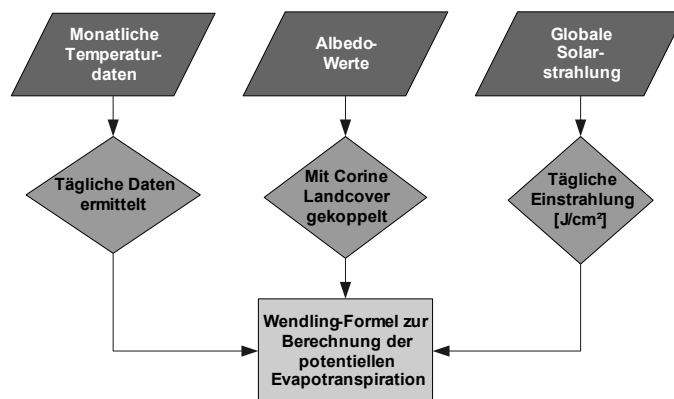 Monatliche
Temperatur-
daten
Albedo-
Werte
Globale
Solar-
strahlung
Tägliche Daten
ermittelt
Mit Corine
Landcover
gekoppelt
Tägliche
Einstrahlung
[J/cm²]
Wendling-Formel zur
Berechnung der
potentiellen
Evapotranspiration